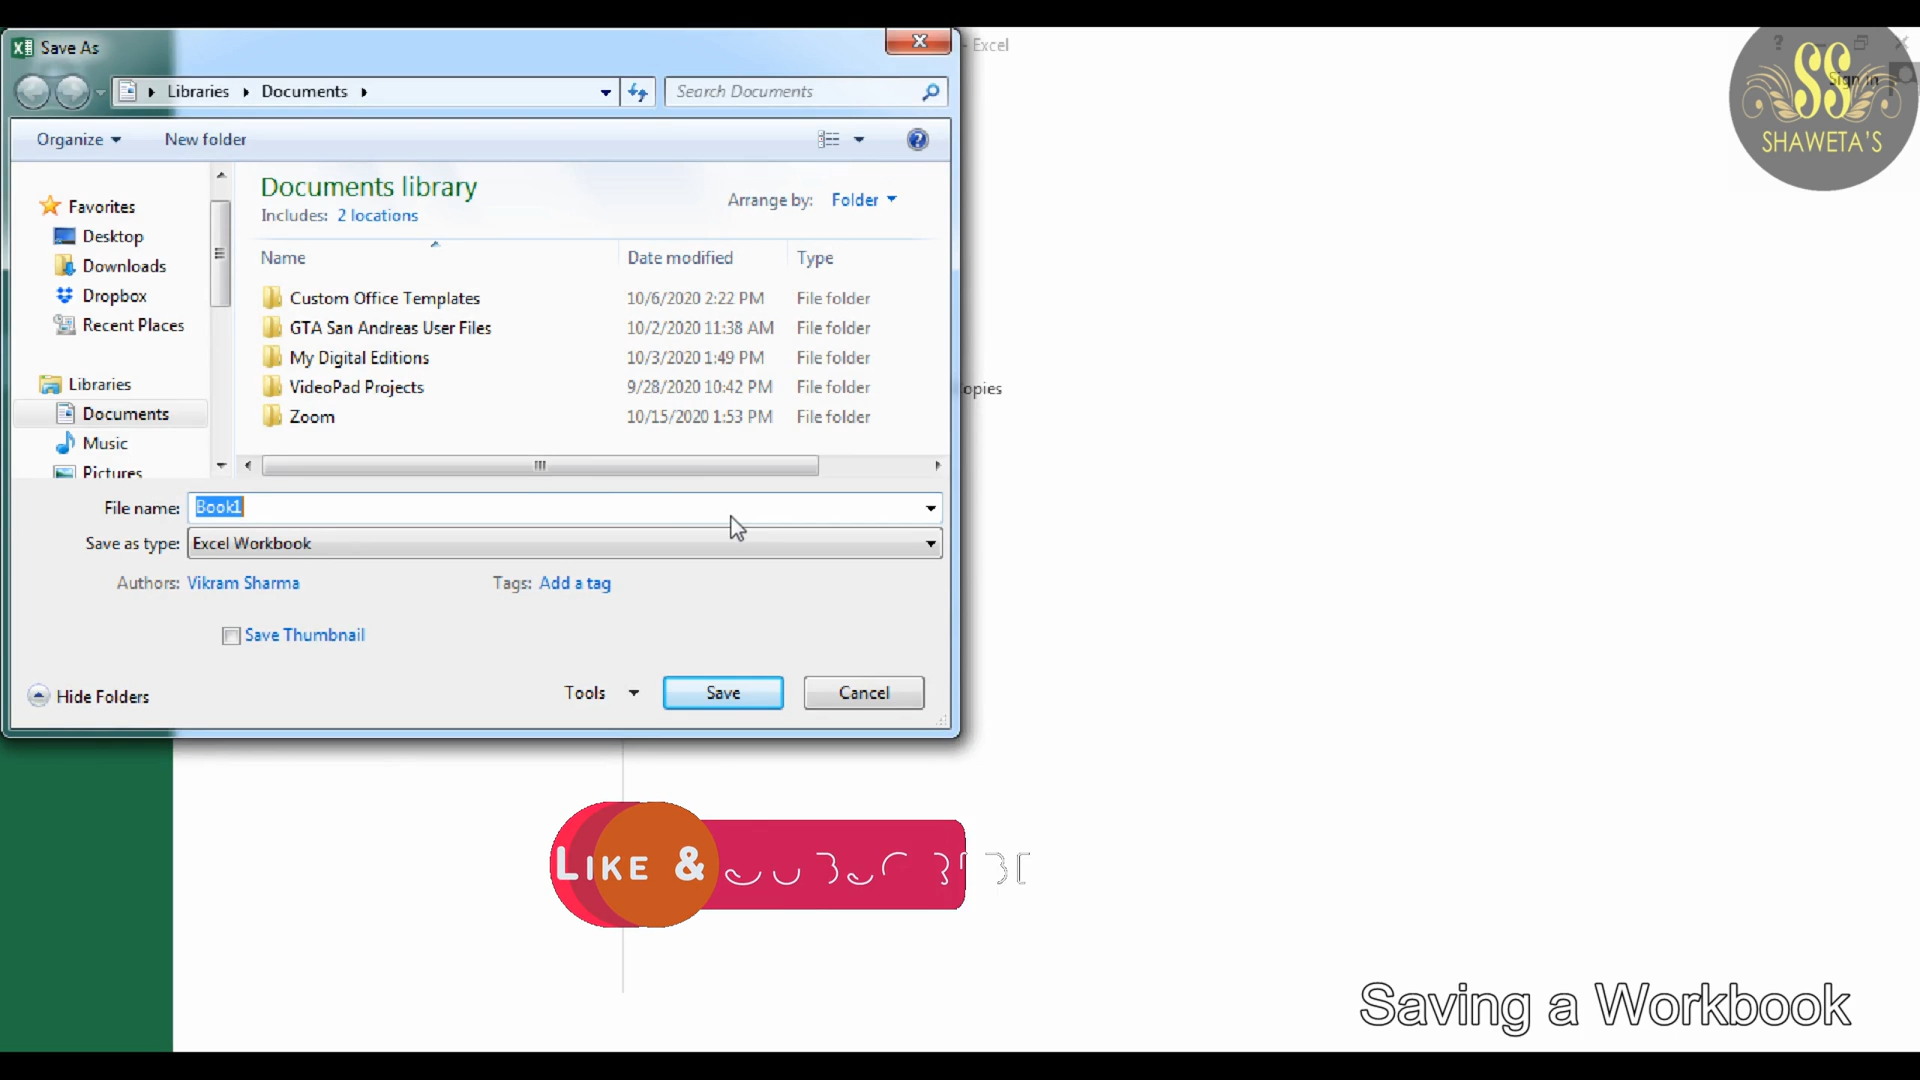 Save As
- Excel
Sign in
SS
SHAWETA'S
Libraries
Documents
Search Documents
Organize
New folder
Favorites
Desktop
Downloads
Dropbox
Recent Places
Libraries
Documents
Music
Pictures
Documents library
Includes: 2 locations
Arrange by: Folder
Name Date modified Type
Custom Office Templates 10/6/2020 2:22 PM File folder
GTA San Andreas User Files 10/2/2020 11:38 AM File folder
My Digital Editions 10/3/2020 1:49 PM File folder
VideoPad Projects 9/28/2020 10:42 PM File folder
Zoom 10/15/2020 1:53 PM File folder
opies
File name: Book1
Save as type: Excel Workbook
Authors: Vikram Sharma Tags: Add a tag
Save Thumbnail
Hide Folders
Tools
Save
Cancel
LIKE &
Saving a Workbook